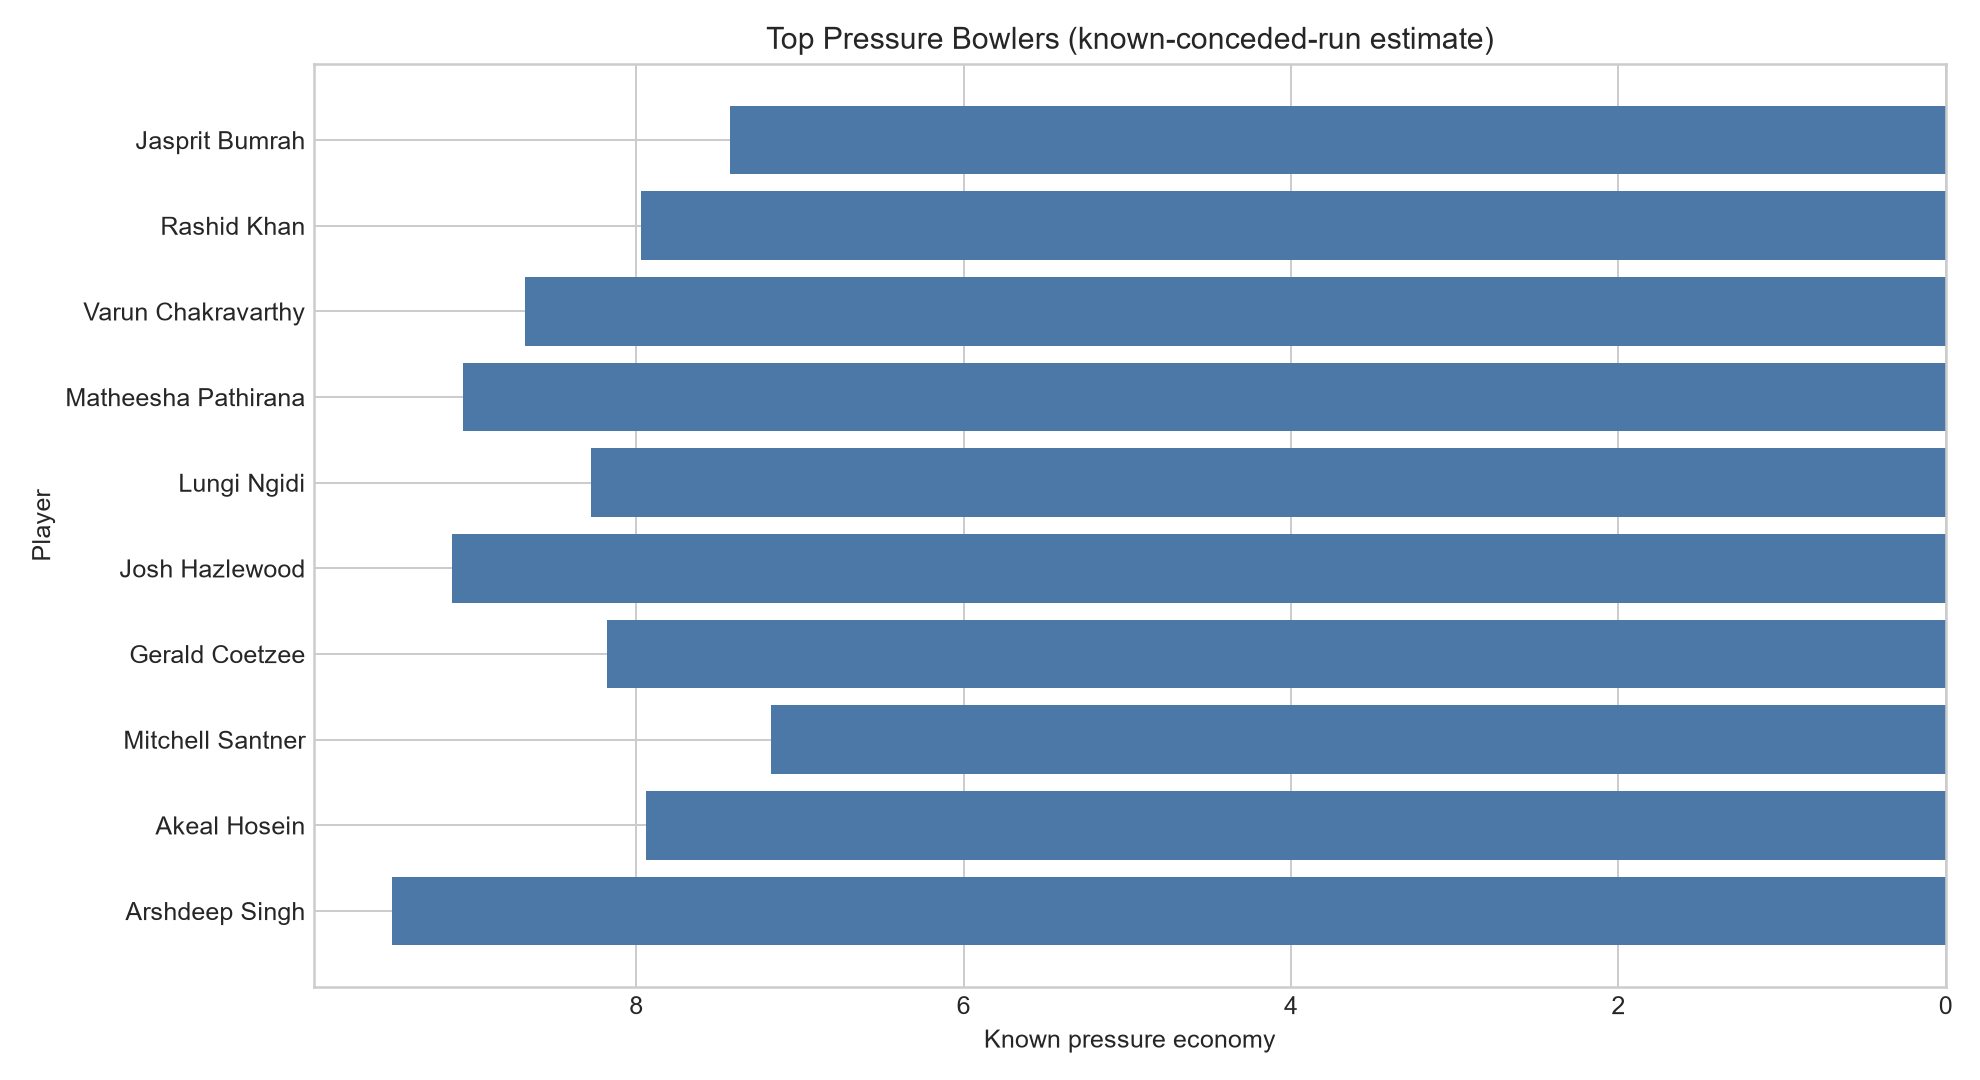 Top Pressure Bowlers (known-conceded-run estimate)
Player
Jasprit Bumrah
Rashid Khan
Varun Chakravarthy
Matheesha Pathirana
Lungi Ngidi
Josh Hazlewood
Gerald Coetzee
Mitchell Santner
Akeal Hosein
Arshdeep Singh
8 6 4 2 0
Known pressure economy